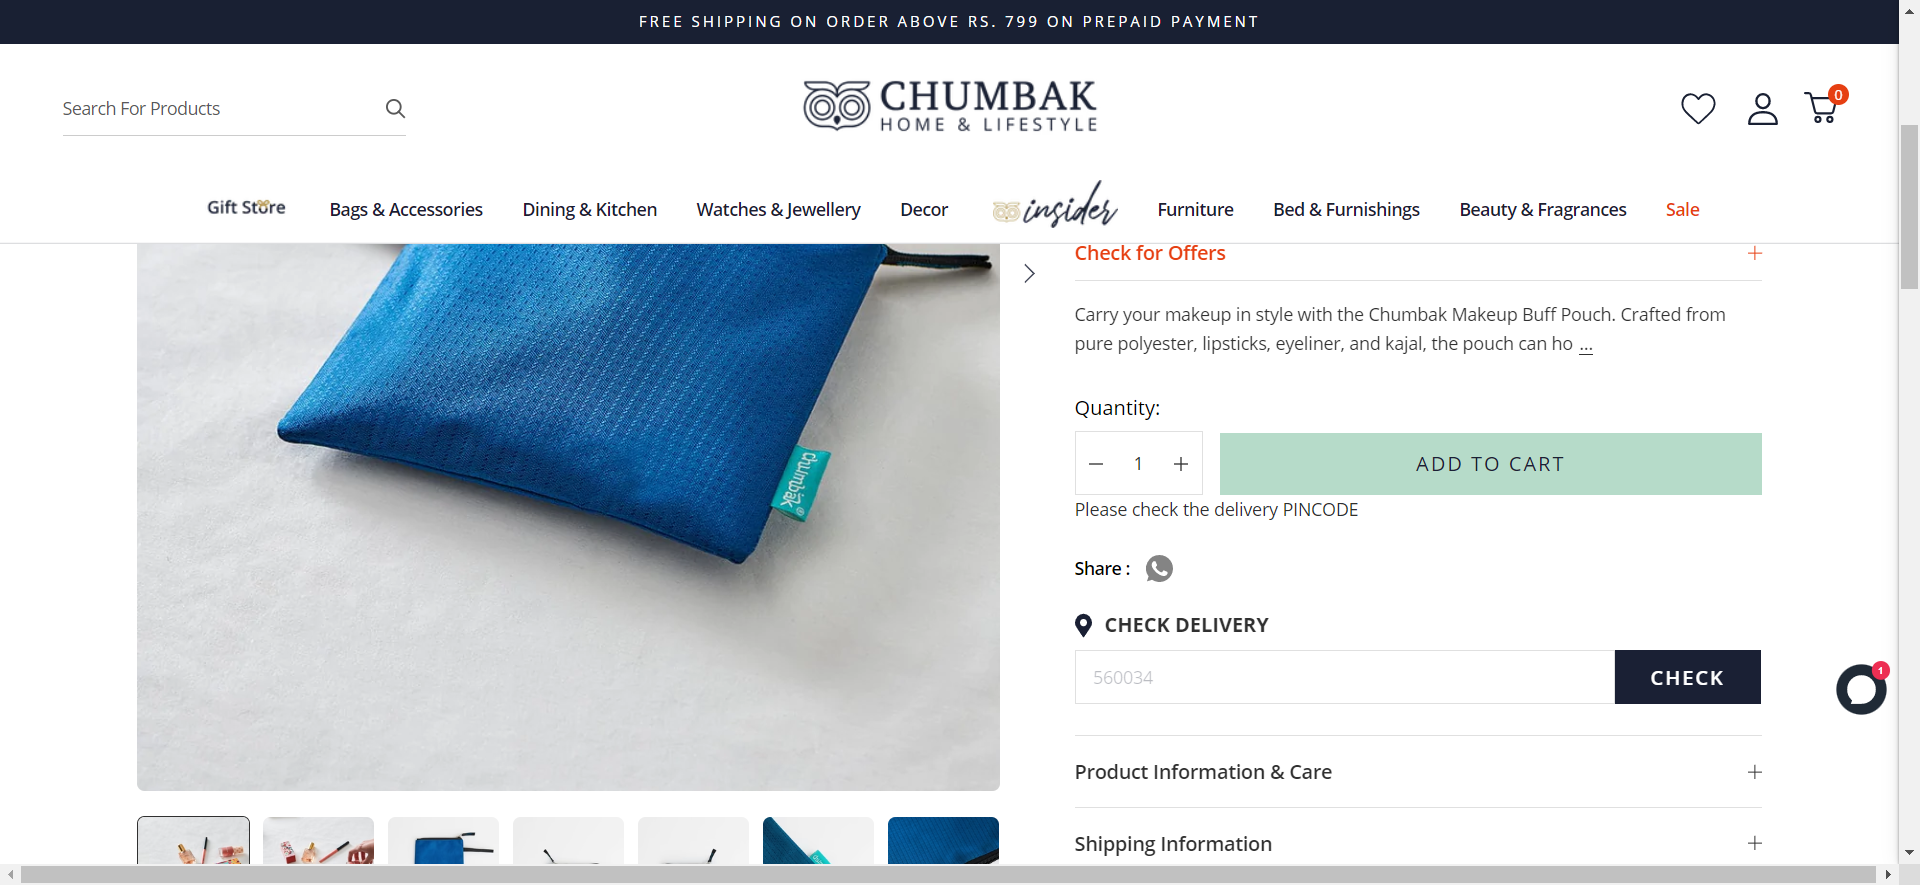 FREE SHIPPING ON ORDER ABOVE RS. 799 ON PREPAID PAYMENT
Search For Products
CHUMBAK
HOME & LIFESTYLE
0
Gift Store
Bags & Accessories
Dining & Kitchen
Watches & Jewellery
Decor
insider
Furniture
Bed & Furnishings
Beauty & Fragrances
Sale
Check for Offers
Carry your makeup in style with the Chumbak Makeup Buff Pouch. Crafted from
pure polyester, lipsticks, eyeliner, and kajal, the pouch can ho ...
Quantity:
1
ADD TO CART
Please check the delivery PINCODE
Share :
CHECK DELIVERY
560034
CHECK
Product Information & Care
Shipping Information
1
chumbak